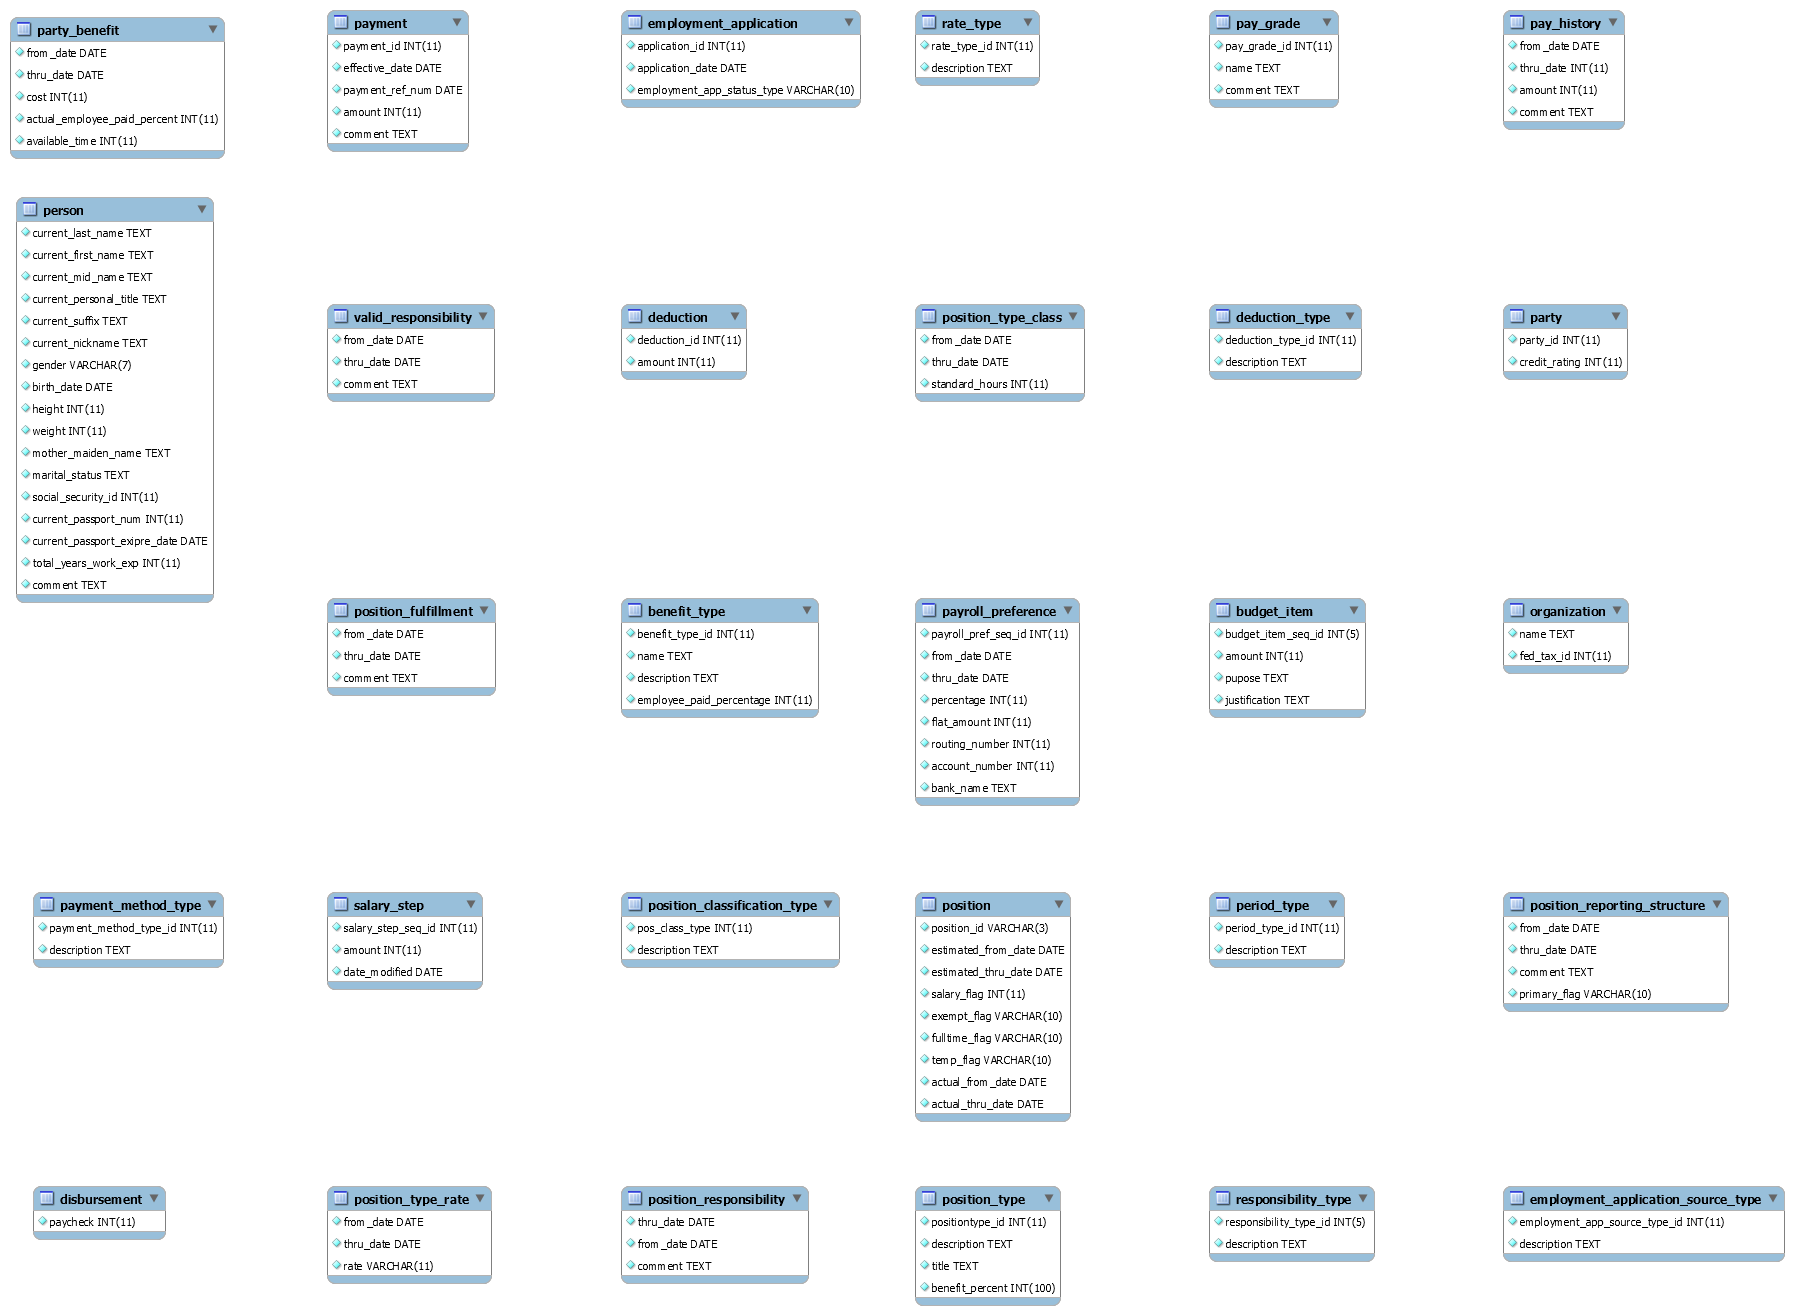 party_benefit
from_date DATE
thru_date DATE
cost INT(11)
actual_employee_paid_percent INT(11)
available_time INT(11)
payment
payment_id INT(11)
effective_date DATE
payment_ref_num DATE
amount INT(11)
comment TEXT
employment_application
application_id INT(11)
application_date DATE
employment_app_status_type VARCHAR(10)
rate_type
rate_type_id INT(11)
description TEXT
pay_grade
pay_grade_id INT(11)
name TEXT
comment TEXT
pay_history
from_date DATE
thru_date INT(11)
amount INT(11)
comment TEXT
person
current_last_name TEXT
current_first_name TEXT
current_mid_name TEXT
current_personal_title TEXT
current_suffix TEXT
current_nickname TEXT
gender VARCHAR(7)
birth_date DATE
height INT(11)
weight INT(11)
mother_maiden_name TEXT
marital_status TEXT
social_security_id INT(11)
current_passport_num INT(11)
current_passport_exipre_date DATE
total_years_work_exp INT(11)
comment TEXT
valid_responsibility
from_date DATE
thru_date DATE
comment TEXT
deduction
deduction_id INT(11)
amount INT(11)
position_type_class
from_date DATE
thru_date DATE
standard_hours INT(11)
deduction_type
deduction_type_id INT(11)
description TEXT
party
party_id INT(11)
credit_rating INT(11)
position_fulfillment
from_date DATE
thru_date DATE
comment TEXT
benefit_type
benefit_type_id INT(11)
name TEXT
description TEXT
employee_paid_percentage INT(11)
payroll_preference
payroll_pref_seq_id INT(11)
from_date DATE
thru_date DATE
percentage INT(11)
flat_amount INT(11)
routing_number INT(11)
account_number INT(11)
bank_name TEXT
budget_item
budget_item_seq_id INT(5)
amount INT(11)
pupose TEXT
justification TEXT
organization
name TEXT
fed_tax_id INT(11)
payment_method_type
payment_method_type_id INT(11)
description TEXT
salary_step
salary_step_seq_id INT(11)
amount INT(11)
date_modified DATE
position_classification_type
pos_class_type INT(11)
description TEXT
position
position_id VARCHAR(3)
estimated_from_date DATE
estimated_thru_date DATE
salary_flag INT(11)
exempt_flag VARCHAR(10)
fulltime_flag VARCHAR(10)
temp_flag VARCHAR(10)
actual_from_date DATE
actual_thru_date DATE
period_type
period_type_id INT(11)
description TEXT
position_reporting_structure
from_date DATE
thru_date DATE
comment TEXT
primary_flag VARCHAR(10)
disbursement
paycheck INT(11)
position_type_rate
from_date DATE
thru_date DATE
rate VARCHAR(11)
position_responsibility
thru_date DATE
from_date DATE
comment TEXT
position_type
positiontype_id INT(11)
description TEXT
title TEXT
benefit_percent INT(100)
responsibility_type
responsibility_type_id INT(5)
description TEXT
employment_application_source_type
employment_app_source_type_id INT(11)
description TEXT